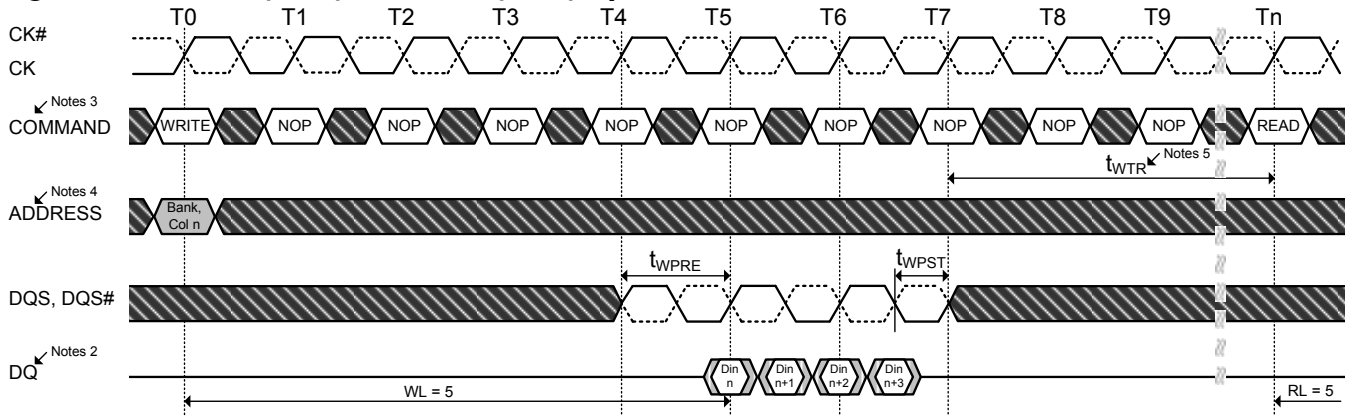 T0 T1 T2 T3 T4 T5 T6 T7 T8 T9 Tn
CK#
CK
Notes 3
COMMAND WRITE NOP NOP NOP NOP NOP NOP NOP NOP NOP READ
tWTR Notes 5
Notes 4
ADDRESS Bank, Col n
tWPRE tWPST
DQS, DQS#
Notes 2
DQ Din n Din n+1 Din n+2 Din n+3
WL = 5 RL = 5